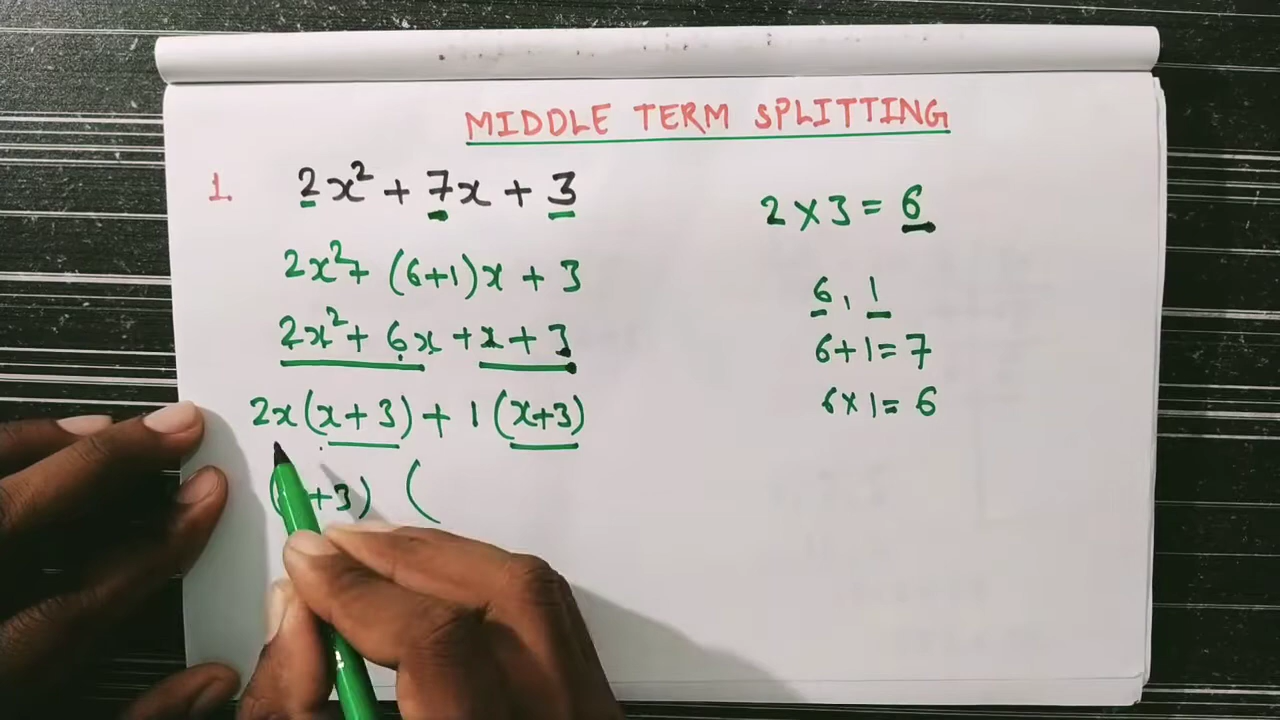 MIDDLE TERM SPLITTING
1. 2x² + 7x + 3
2x² + (6+1)x + 3
2x² + 6x + x + 3
2x(x+3) + 1(x+3)
+3) (
2 × 3 = 6
6, 1
6+1=7
6×1=6